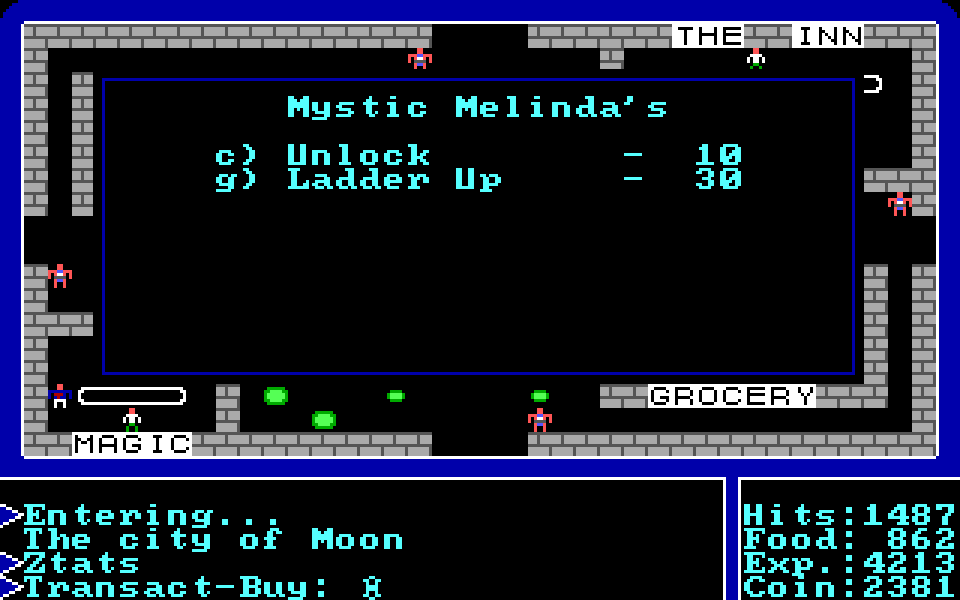 THE INN
Mystic Melinda's
c) Unlock - 10
g) Ladder Up - 30
GROCERY
MAGIC
Entering...
The city of Moon
Ztats
Transact-Buy:
Hits:1487
Food: 862
Exp.:4213
Coin:2381